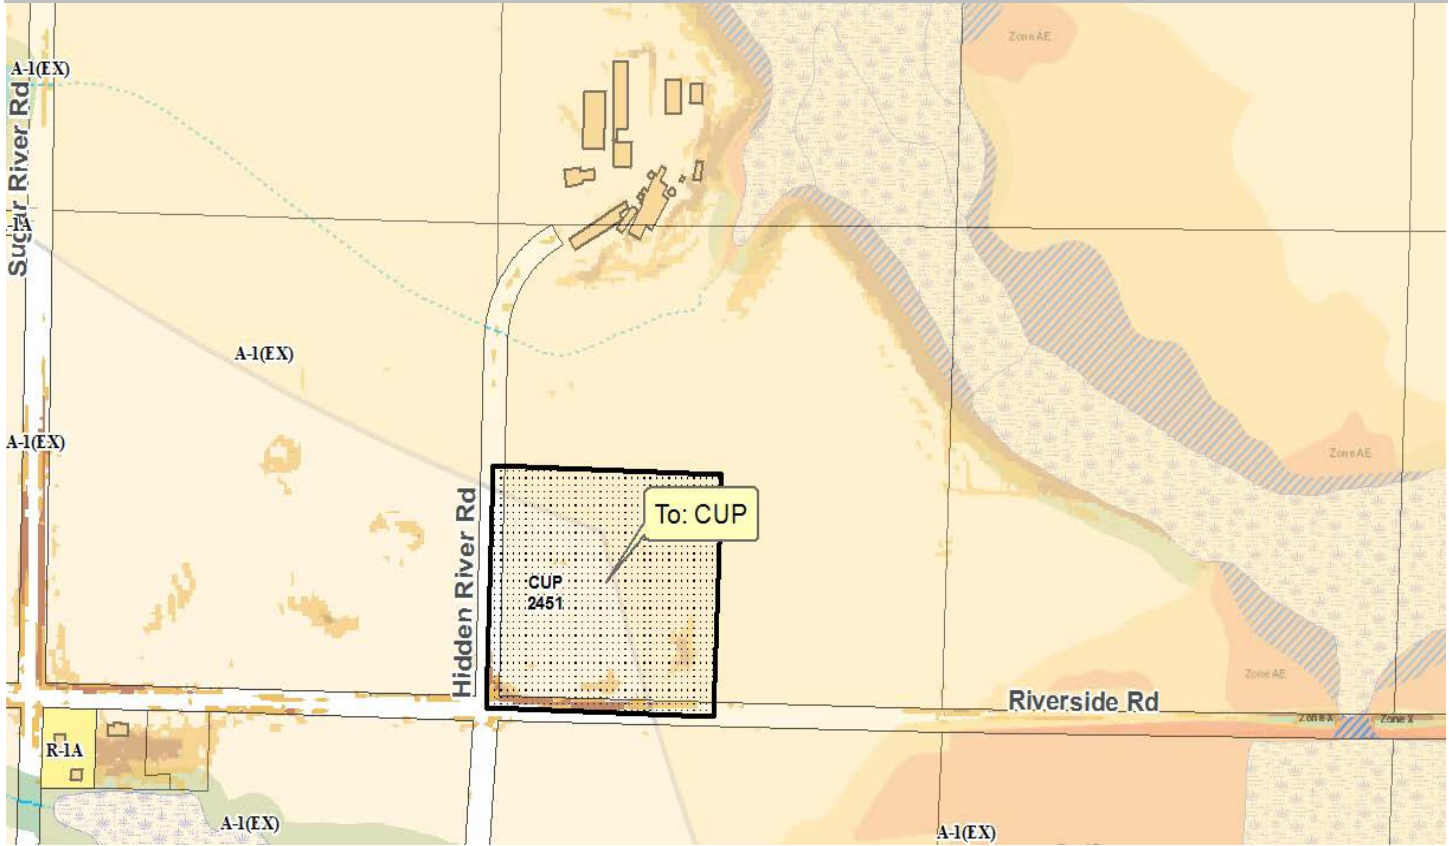 Zone AE
A-1(EX)
Sugar River Rd
-1A
A-1(EX)
A-1(EX)
Zone AE
Hidden River Rd
To: CUP
CUP
2451
Zone AE
Riverside Rd
Zone X
Zone X
R-1A
A-1(EX)
A-1(EX)